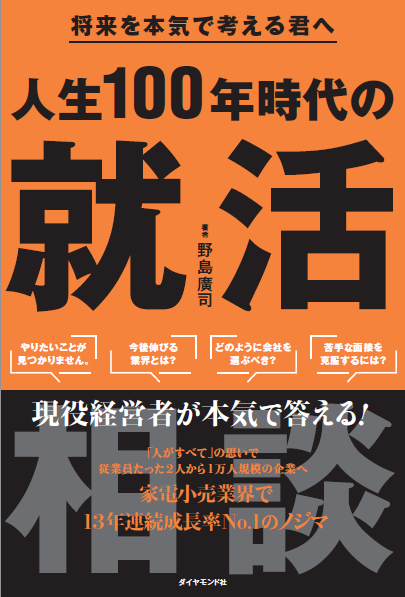 将来を本気で考える君へ
人生100年時代の
就活
著者 野島廣司
やりたいことが
見つかりません。
今後伸びる
業界とは?
どのように会社を
選ぶべき?
苦手な面接を
克服するには?
現役経営者が本気で答える!
相談
「人がすべて」の思いで
従業員たった2人から1万人規模の企業へ
家電小売業界で
13年連続成長率No.1のノジマ
ダイヤモンド社